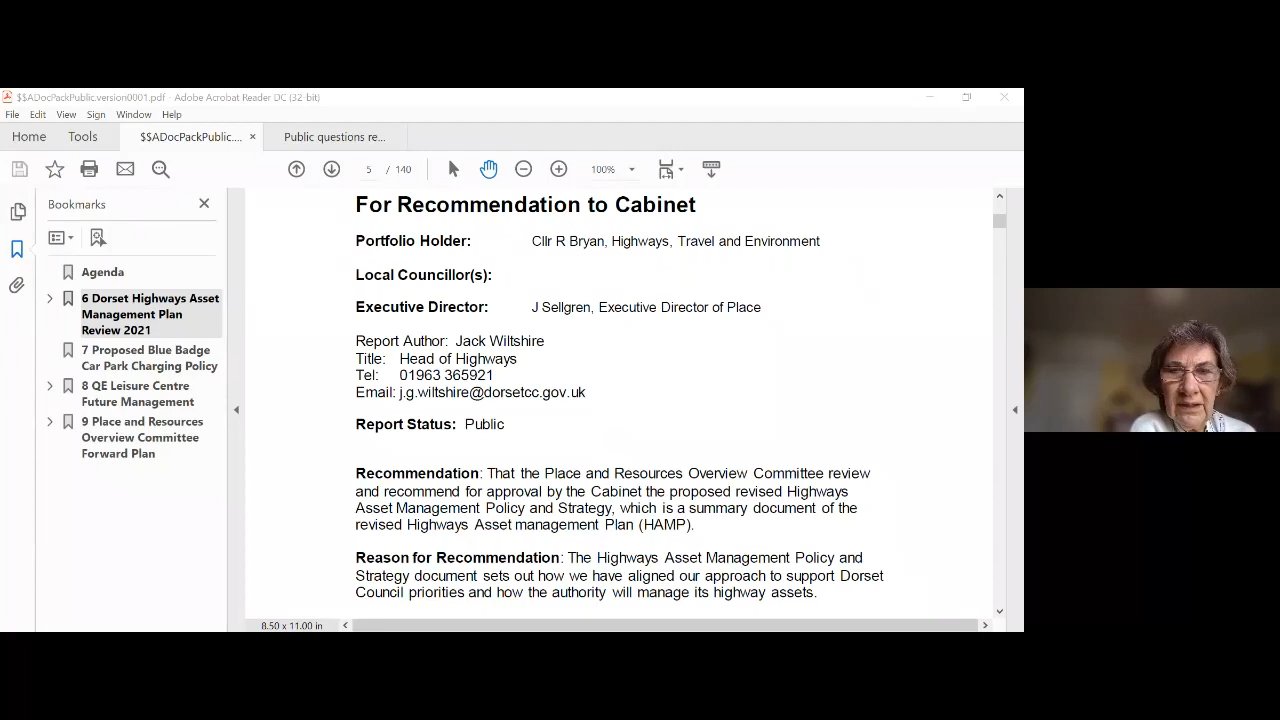 $$ADocPackPublic.version0001.pdf - Adobe Acrobat Reader DC (32-bit)
File Edit View Sign Window Help
Home Tools $$ADocPackPublic.... × Public questions re...
5 / 140 100%
Bookmarks
Agenda
6 Dorset Highways Asset
Management Plan
Review 2021
7 Proposed Blue Badge
Car Park Charging Policy
8 QE Leisure Centre
Future Management
9 Place and Resources
Overview Committee
Forward Plan
For Recommendation to Cabinet
Portfolio Holder: Cllr R Bryan, Highways, Travel and Environment
Local Councillor(s):
Executive Director: J Sellgren, Executive Director of Place
Report Author: Jack Wiltshire
Title: Head of Highways
Tel: 01963 365921
Email: j.g.wiltshire@dorsetcc.gov.uk
Report Status: Public
Recommendation: That the Place and Resources Overview Committee review
and recommend for approval by the Cabinet the proposed revised Highways
Asset Management Policy and Strategy, which is a summary document of the
revised Highways Asset management Plan (HAMP).
Reason for Recommendation: The Highways Asset Management Policy and
Strategy document sets out how we have aligned our approach to support Dorset
Council priorities and how the authority will manage its highway assets.
8.50 x 11.00 in